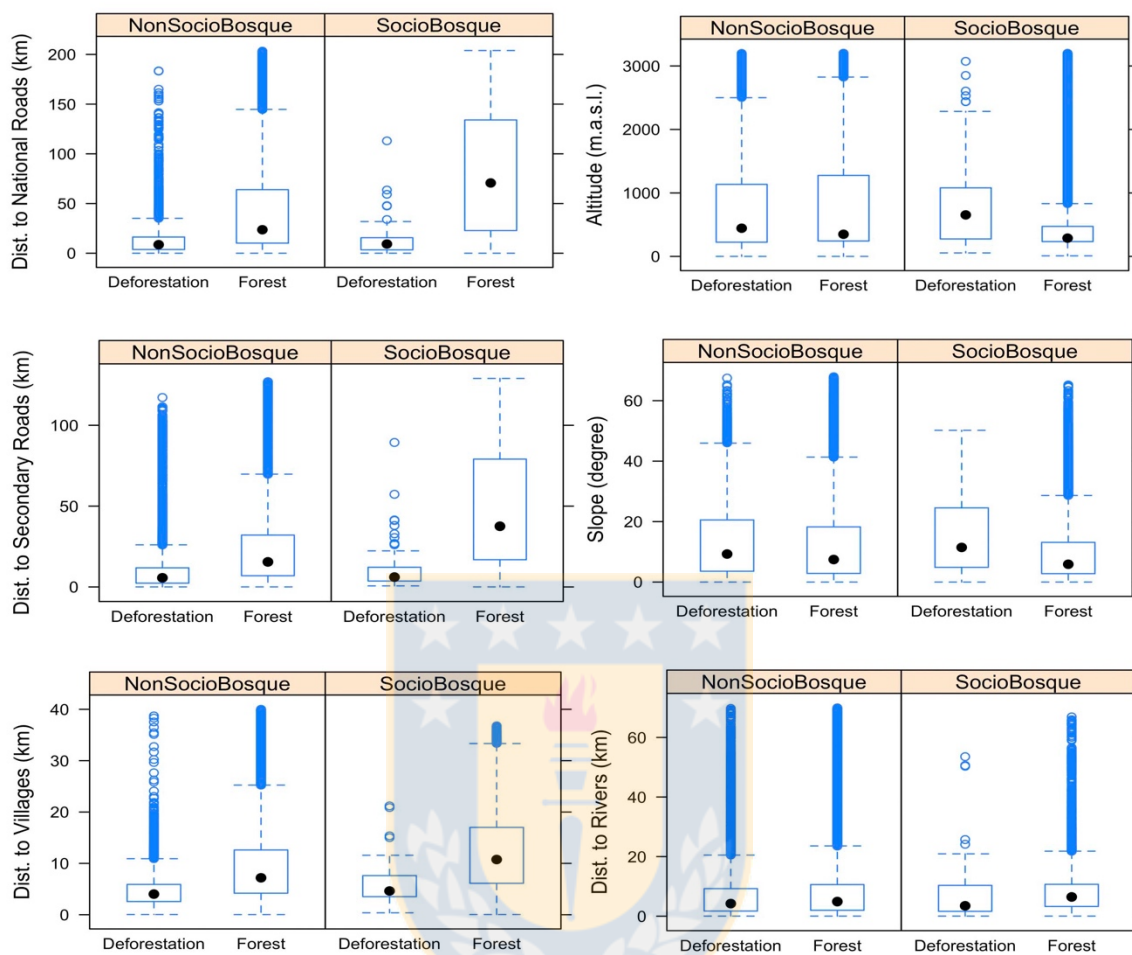 NonSocioBosque SocioBosque
Dist. to National Roads (km)
200
150
100
50
0
Deforestation Forest Deforestation Forest
NonSocioBosque SocioBosque
Altitude (m.a.s.l.)
3000
2000
1000
0
Deforestation Forest Deforestation Forest
NonSocioBosque SocioBosque
Dist. to Secondary Roads (km)
100
50
0
Deforestation Forest Deforestation Forest
NonSocioBosque SocioBosque
Slope (degree)
60
40
20
0
Deforestation Forest Deforestation Forest
NonSocioBosque SocioBosque
Dist. to Villages (km)
40
30
20
10
0
Deforestation Forest Deforestation Forest
NonSocioBosque SocioBosque
Dist. to Rivers (km)
60
40
20
0
Deforestation Forest Deforestation Forest